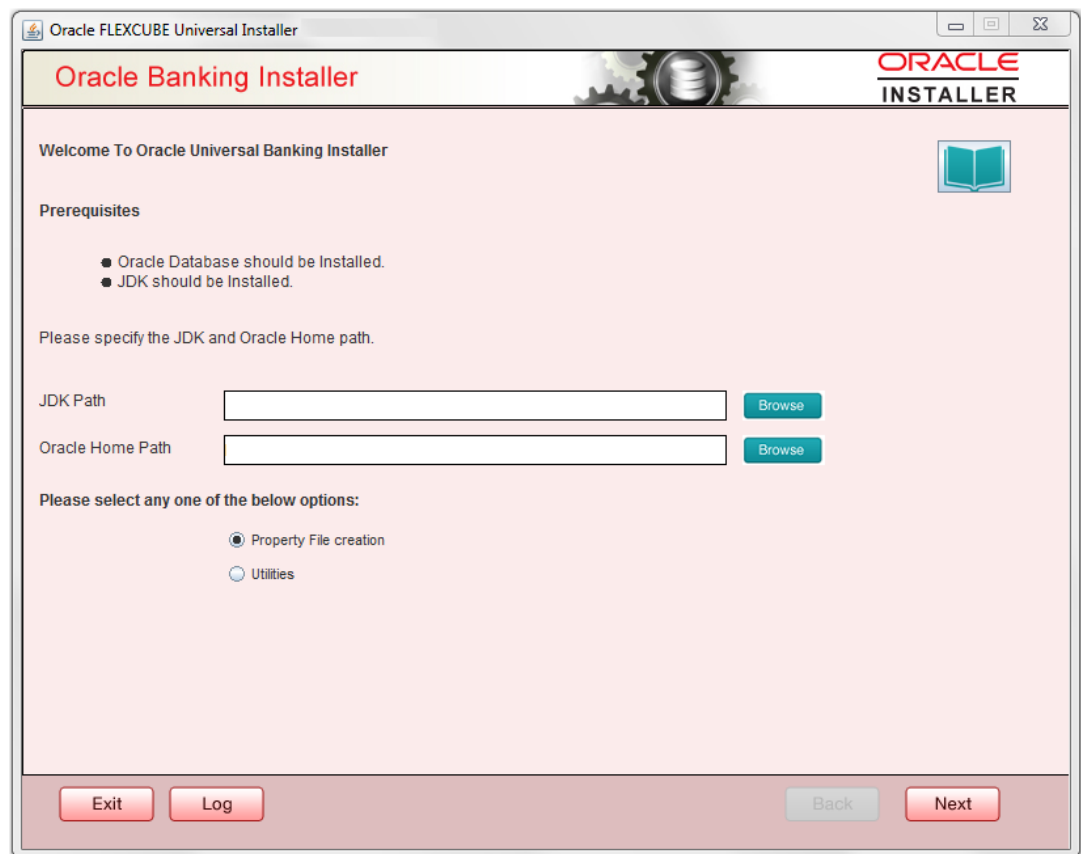 Oracle FLEXCUBE Universal Installer
Oracle Banking Installer
ORACLE
INSTALLER
Welcome To Oracle Universal Banking Installer
Prerequisites
Oracle Database should be Installed.
JDK should be Installed.
Please specify the JDK and Oracle Home path.
JDK Path
Browse
Oracle Home Path
Browse
Please select any one of the below options:
Property File creation
Utilities
Exit
Log
Back
Next